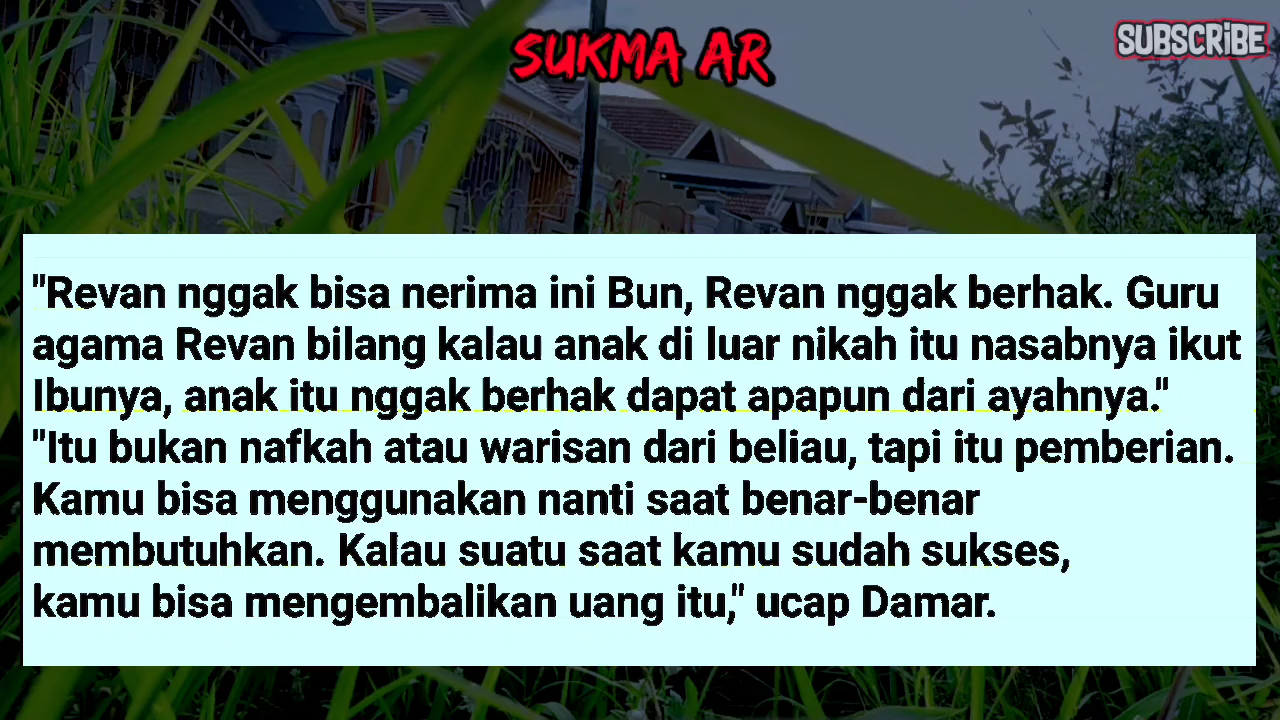 SUKMA AR
SUBSCRIBE
"Revan nggak bisa nerima ini Bun, Revan nggak berhak. Guru
agama Revan bilang kalau anak di luar nikah itu nasabnya ikut
Ibunya, anak itu nggak berhak dapat apapun dari ayahnya."
"Itu bukan nafkah atau warisan dari beliau, tapi itu pemberian.
Kamu bisa menggunakan nanti saat benar-benar
membutuhkan. Kalau suatu saat kamu sudah sukses,
kamu bisa mengembalikan uang itu," ucap Damar.